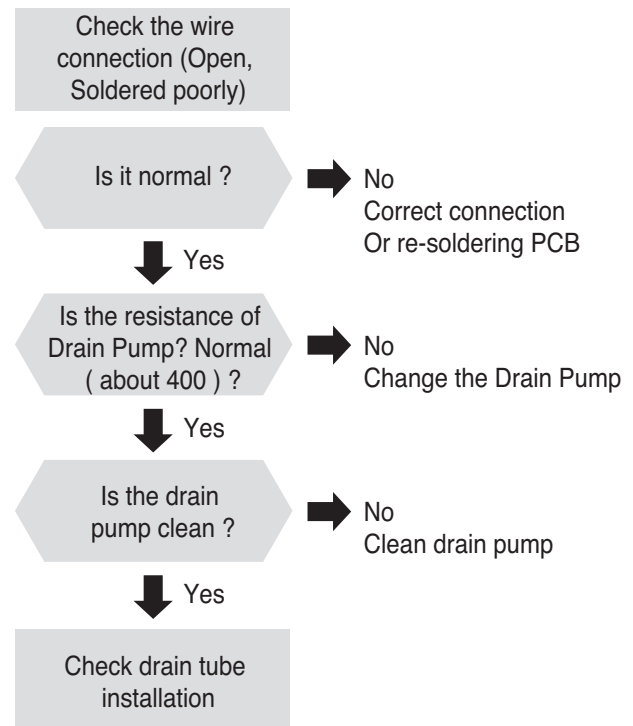 Check the wire
connection (Open,
Soldered poorly)
Is it normal ?
No
Correct connection
Or re-soldering PCB
Yes
Is the resistance of
Drain Pump? Normal
( about 400 ) ?
No
Change the Drain Pump
Yes
Is the drain
pump clean ?
No
Clean drain pump
Yes
Check drain tube
installation